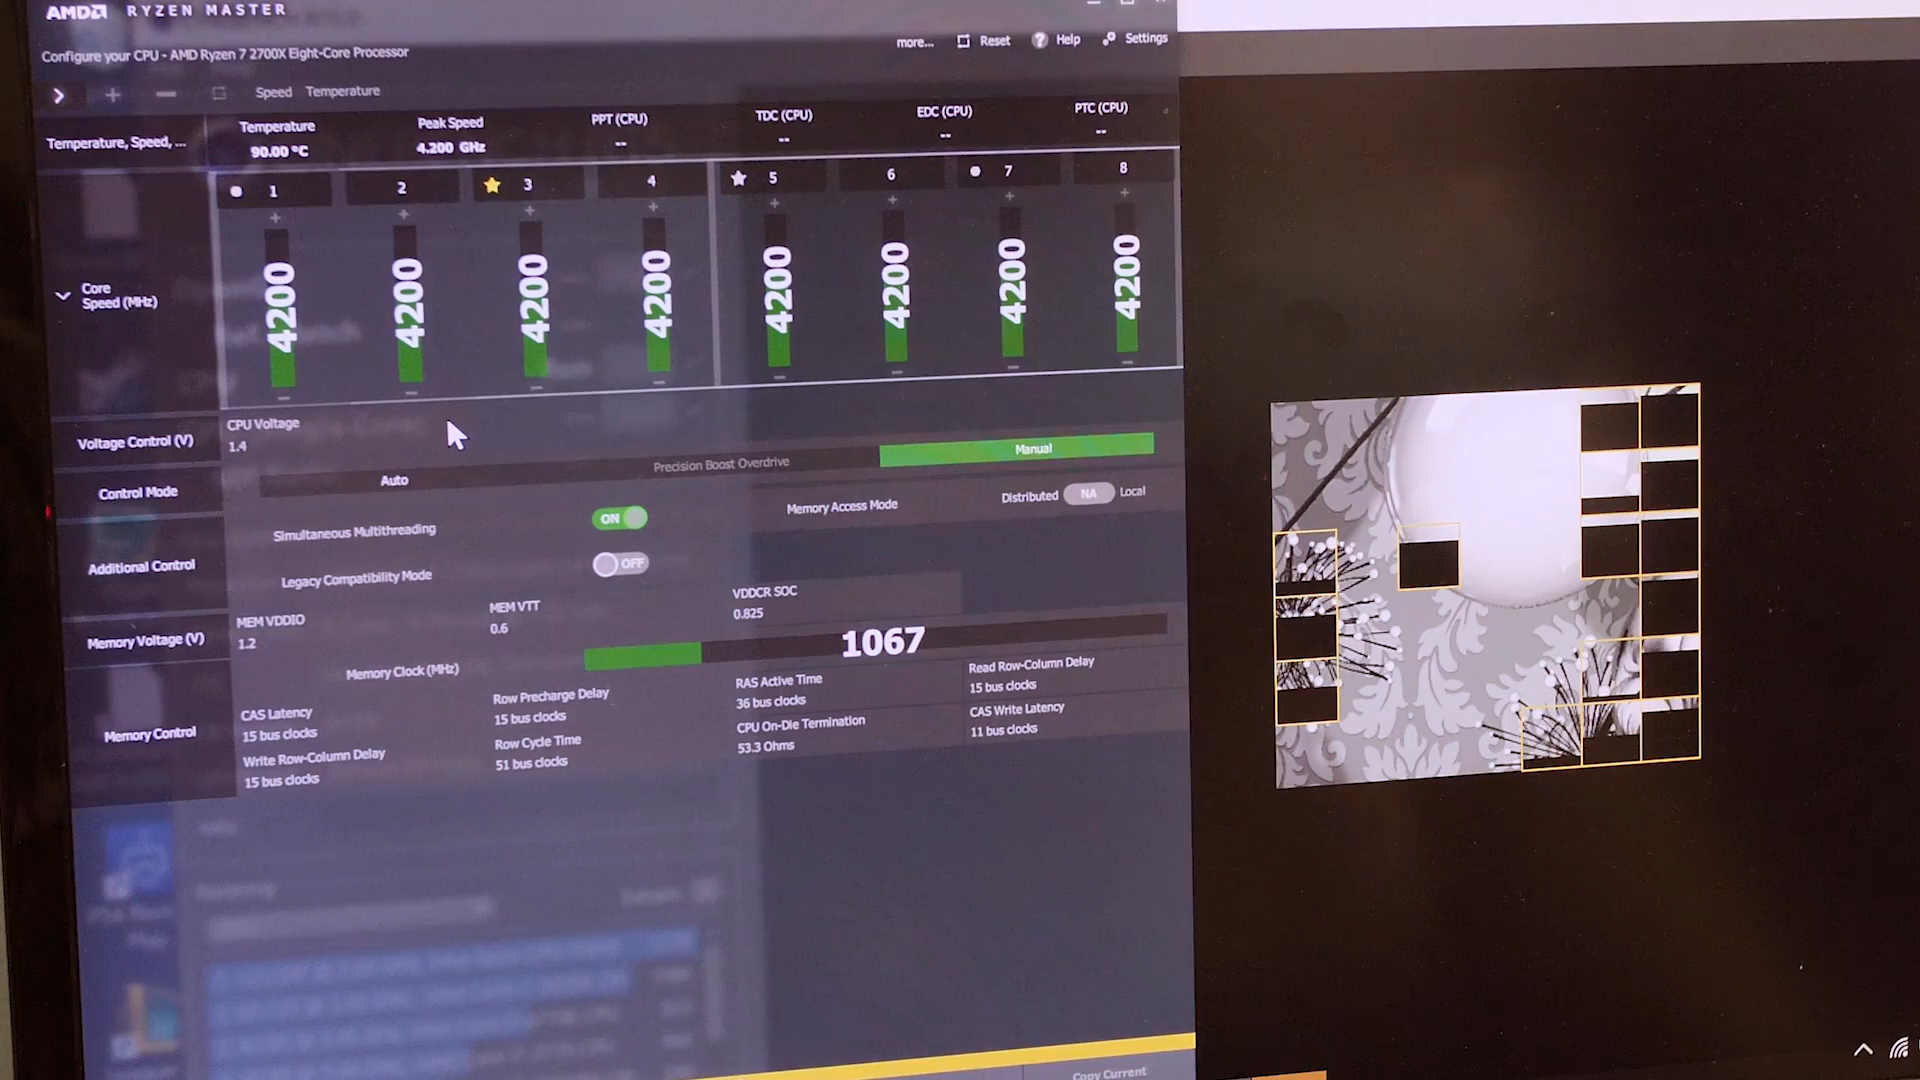 AMD RYZEN MASTER
Configure your CPU - AMD Ryzen 7 2700X Eight-Core Processor
more... Reset Help Settings
Speed Temperature
Temperature, Speed, ...
Temperature Peak Speed PPT (CPU) TDC (CPU) EDC (CPU) PTC (CPU)
90.00 °C 4.200 GHz -- -- -- --
1 2 3 4 5 6 7 8
Core
Speed (MHz)
4200 4200 4200 4200 4200 4200 4200 4200
Voltage Control (V)
CPU Voltage
1.4
Control Mode
Auto Precision Boost Overdrive Manual
Additional Control
Simultaneous Multithreading ON
Memory Access Mode Distributed NA Local
Legacy Compatibility Mode OFF
Memory Voltage (V)
MEM VDDIO MEM VTT VDDCR SOC
1.2 0.6 0.825
Memory Control
Memory Clock (MHz) 1067
CAS Latency Row Precharge Delay RAS Active Time Read Row-Column Delay
15 bus clocks 15 bus clocks 36 bus clocks 15 bus clocks
Write Row-Column Delay Row Cycle Time CPU On-Die Termination CAS Write Latency
15 bus clocks 51 bus clocks 53.3 Ohms 11 bus clocks
Copy Current